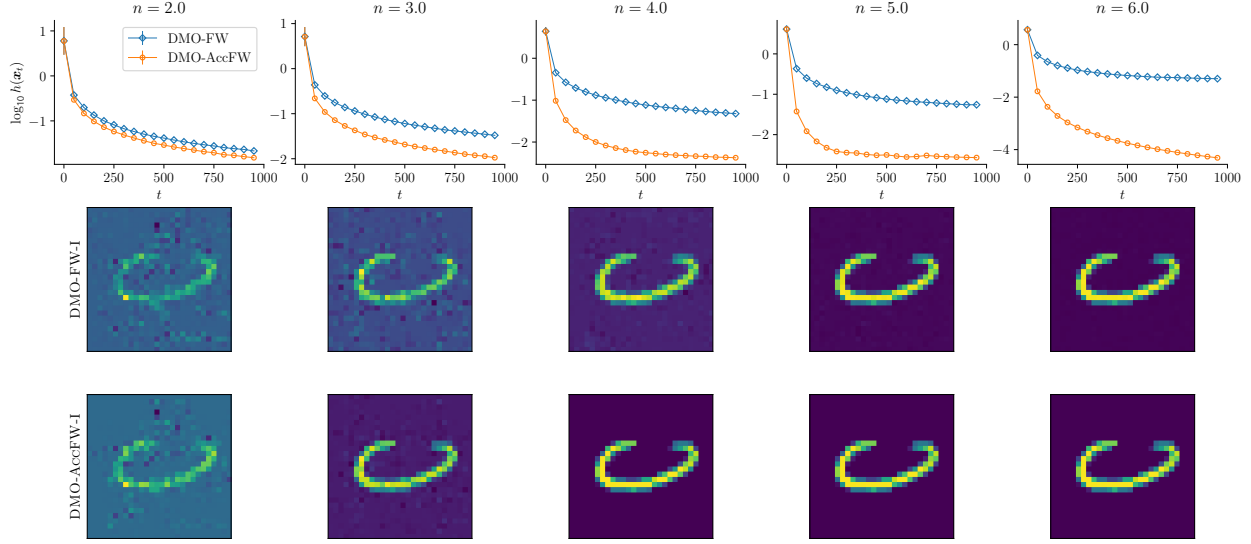 n = 2.0
n = 3.0
n = 4.0
n = 5.0
n = 6.0
log₁₀ h(𝒙ₜ)
DMO-FW
DMO-AccFW
1
0
−1
0 250 500 750 1000
t
1
0
−1
−2
0 250 500 750 1000
t
0
−1
−2
0 250 500 750 1000
t
0
−1
−2
0 250 500 750 1000
t
0
−2
−4
0 250 500 750 1000
t
DMO-FW-I
DMO-AccFW-I